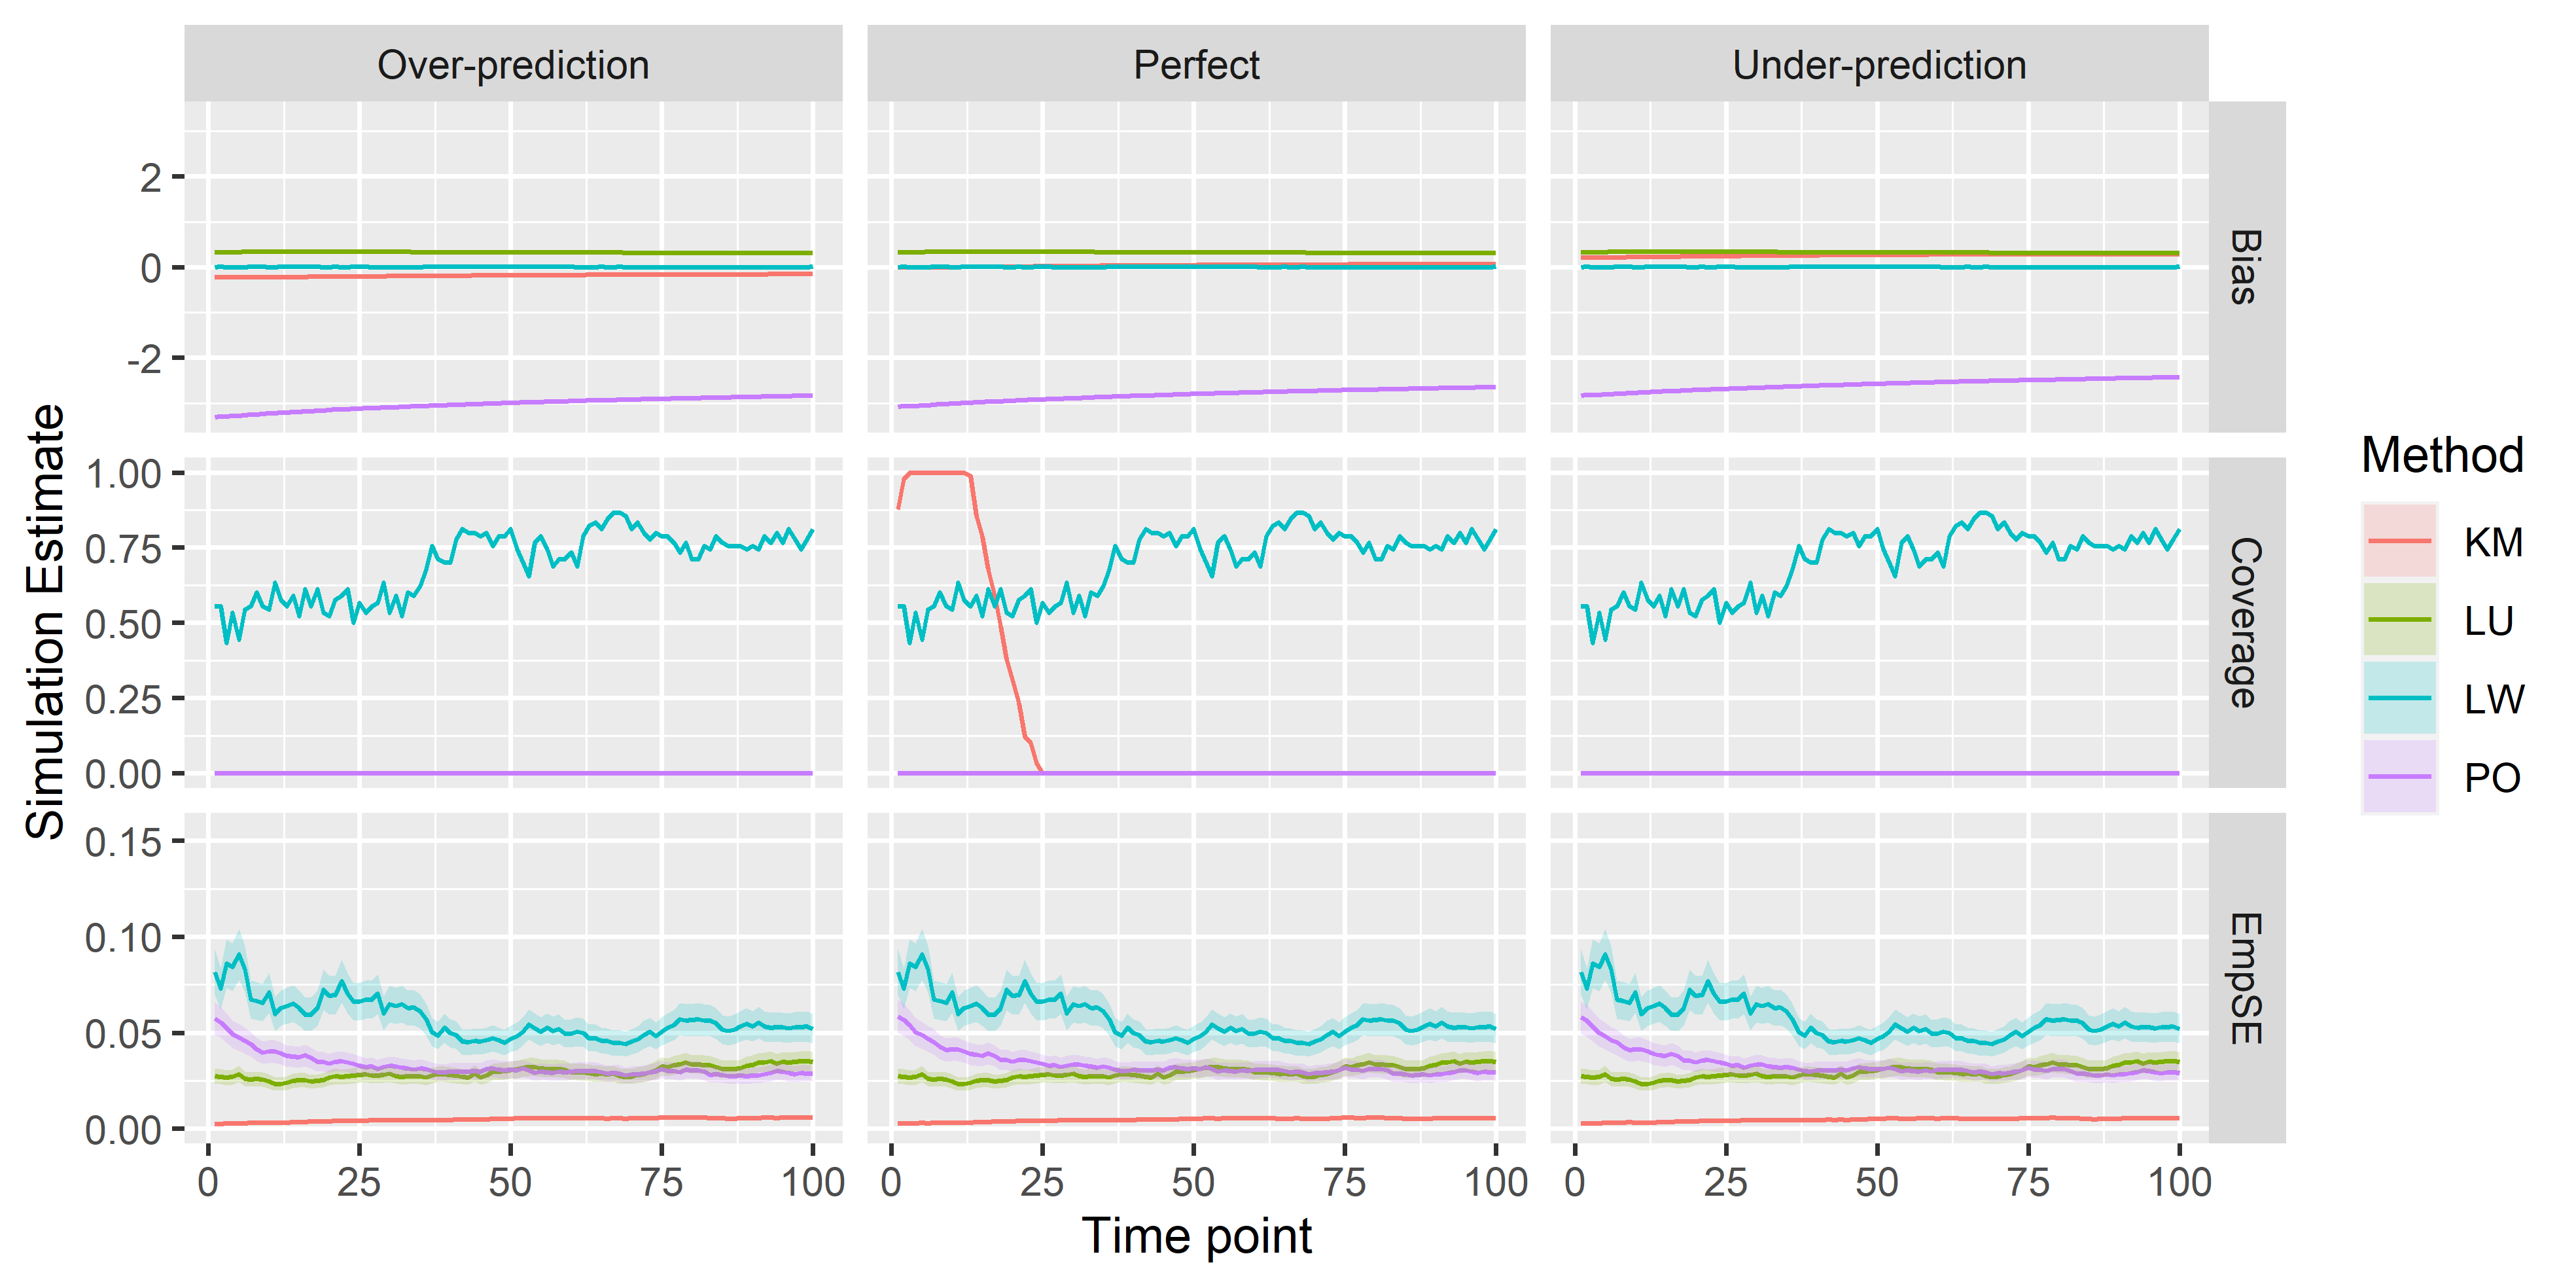 Over-prediction
Perfect
Under-prediction
2
0
-2
Bias
1.00
0.75
0.50
0.25
0.00
Coverage
0.15
0.10
0.05
0.00
EmpSE
0 25 50 75 100
0 25 50 75 100
0 25 50 75 100
Time point
Simulation Estimate
Method
KM
LU
LW
PO